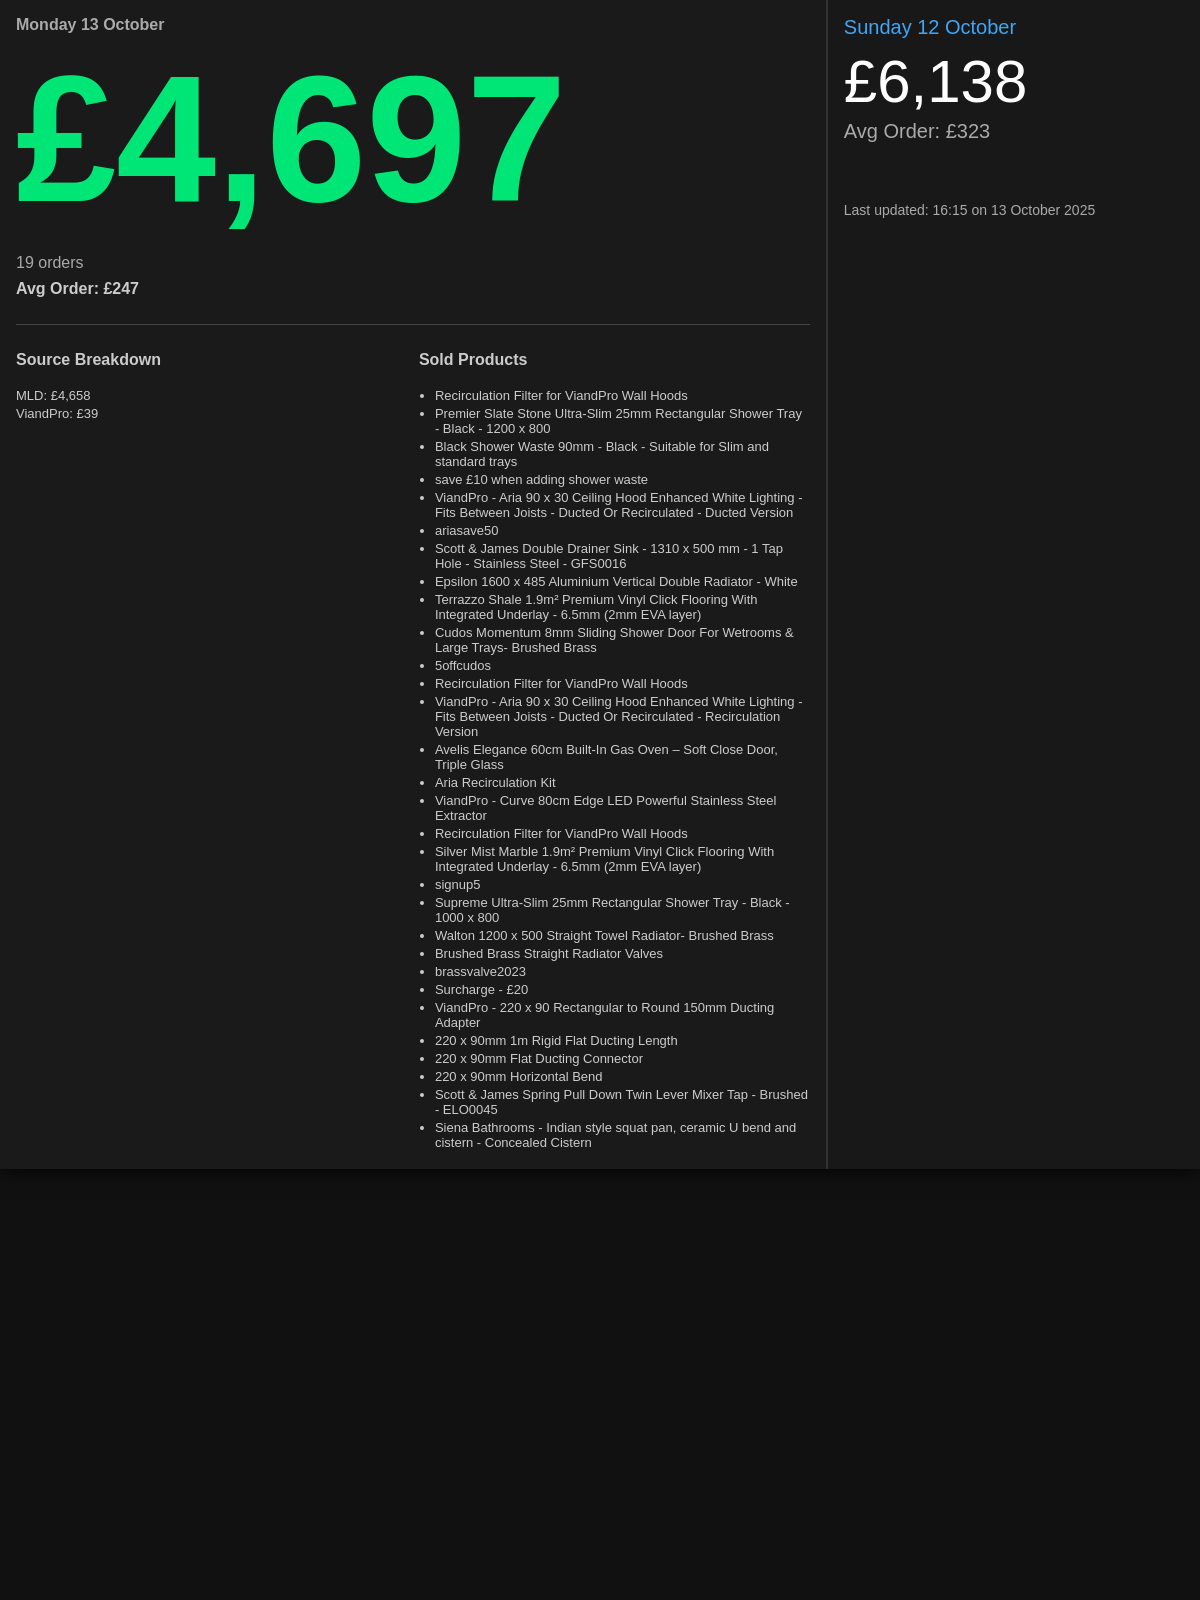 Monday 13 October
£4,697
19 orders
Avg Order: £247
Source Breakdown
MLD: £4,658
ViandPro: £39
Sold Products
Recirculation Filter for ViandPro Wall Hoods
Premier Slate Stone Ultra-Slim 25mm Rectangular Shower Tray
- Black - 1200 x 800
Black Shower Waste 90mm - Black - Suitable for Slim and
standard trays
save £10 when adding shower waste
ViandPro - Aria 90 x 30 Ceiling Hood Enhanced White Lighting -
Fits Between Joists - Ducted Or Recirculated - Ducted Version
ariasave50
Scott & James Double Drainer Sink - 1310 x 500 mm - 1 Tap
Hole - Stainless Steel - GFS0016
Epsilon 1600 x 485 Aluminium Vertical Double Radiator - White
Terrazzo Shale 1.9m² Premium Vinyl Click Flooring With
Integrated Underlay - 6.5mm (2mm EVA layer)
Cudos Momentum 8mm Sliding Shower Door For Wetrooms &
Large Trays- Brushed Brass
5offcudos
Recirculation Filter for ViandPro Wall Hoods
ViandPro - Aria 90 x 30 Ceiling Hood Enhanced White Lighting -
Fits Between Joists - Ducted Or Recirculated - Recirculation
Version
Avelis Elegance 60cm Built-In Gas Oven – Soft Close Door,
Triple Glass
Aria Recirculation Kit
ViandPro - Curve 80cm Edge LED Powerful Stainless Steel
Extractor
Recirculation Filter for ViandPro Wall Hoods
Silver Mist Marble 1.9m² Premium Vinyl Click Flooring With
Integrated Underlay - 6.5mm (2mm EVA layer)
signup5
Supreme Ultra-Slim 25mm Rectangular Shower Tray - Black -
1000 x 800
Walton 1200 x 500 Straight Towel Radiator- Brushed Brass
Brushed Brass Straight Radiator Valves
brassvalve2023
Surcharge - £20
ViandPro - 220 x 90 Rectangular to Round 150mm Ducting
Adapter
220 x 90mm 1m Rigid Flat Ducting Length
220 x 90mm Flat Ducting Connector
220 x 90mm Horizontal Bend
Scott & James Spring Pull Down Twin Lever Mixer Tap - Brushed
- ELO0045
Siena Bathrooms - Indian style squat pan, ceramic U bend and
cistern - Concealed Cistern
Sunday 12 October
£6,138
Avg Order: £323
Last updated: 16:15 on 13 October 2025